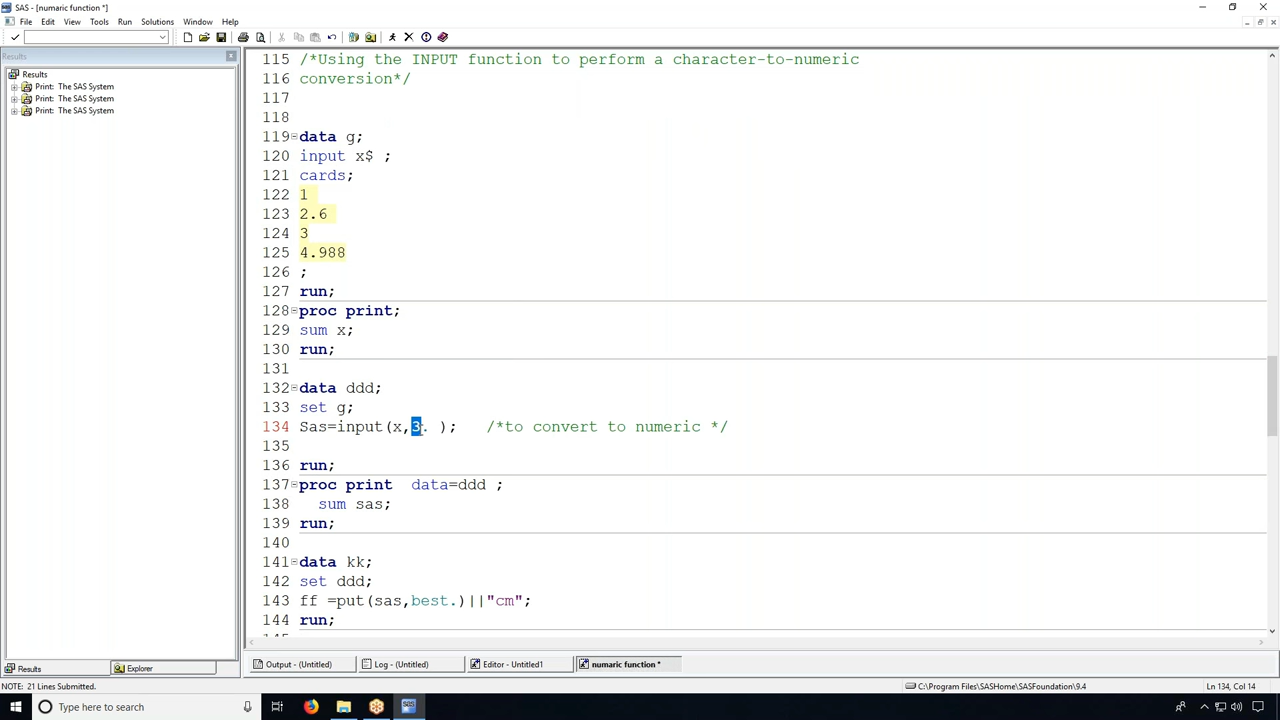 SAS - [numaric function *]
File Edit View Tools Run Solutions Window Help
Results
Results
Print: The SAS System
Print: The SAS System
Print: The SAS System
115 /*Using the INPUT function to perform a character-to-numeric
116 conversion*/
117
118
119 data g;
120 input x$ ;
121 cards;
122 1
123 2.6
124 3
125 4.988
126 ;
127 run;
128 proc print;
129 sum x;
130 run;
131
132 data ddd;
133 set g;
134 Sas=input(x,3. ); /*to convert to numeric */
135
136 run;
137 proc print data=ddd ;
138 sum sas;
139 run;
140
141 data kk;
142 set ddd;
143 ff =put(sas,best.)||"cm";
144 run;
Results Explorer Output - (Untitled) Log - (Untitled) Editor - Untitled1 numaric function *
NOTE: 21 Lines Submitted. C:\Program Files\SASHome\SASFoundation\9.4 Ln 134, Col 14
Type here to search